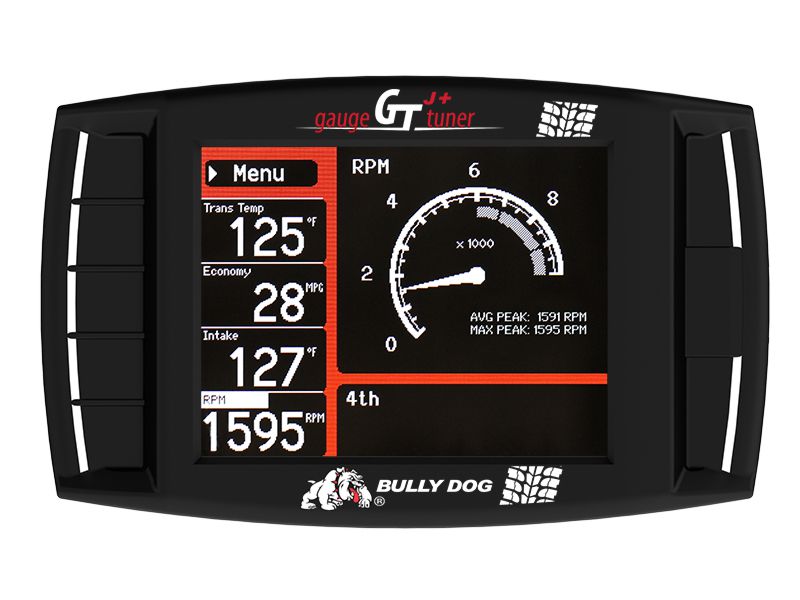 gauge GT J+ tuner
Menu
Trans Temp
125 °F
Economy
28 MPG
Intake
127 °F
RPM
1595 RPM
RPM
0
2
4
6
8
x 1000
AVG PEAK: 1591 RPM
MAX PEAK: 1595 RPM
4th
BULLY DOG
®